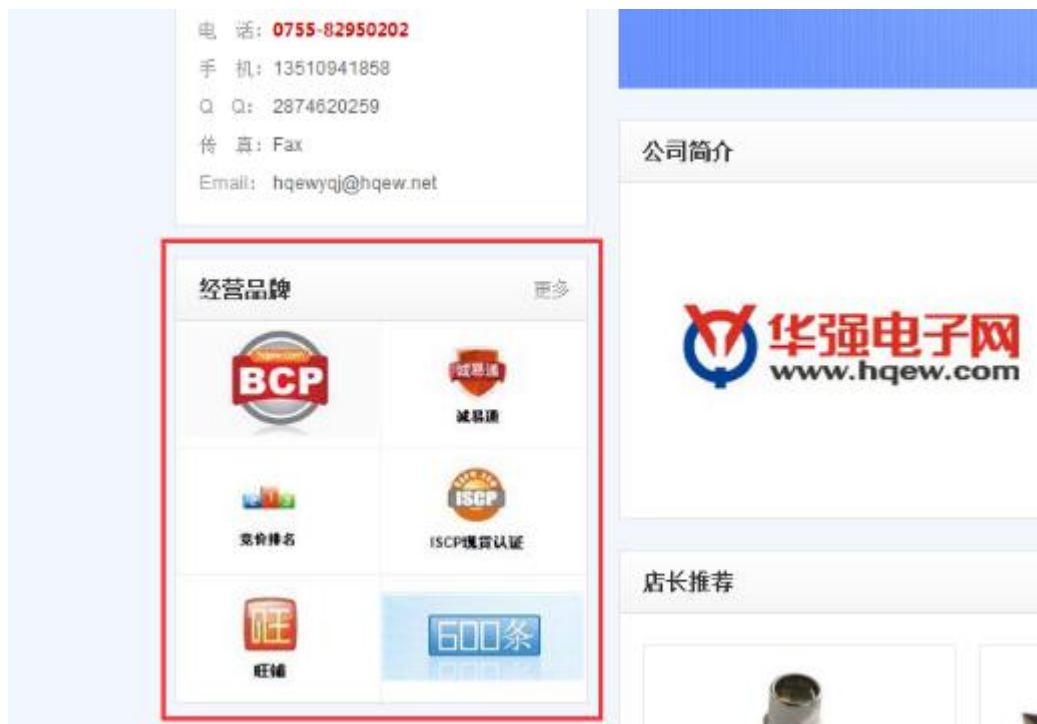 电 话：0755-82950202
手 机：13510941858
Q Q：2874620259
传 真：Fax
Email：hqewyqj@hqew.net
公司简介
经营品牌
更多
BCP
诚易通
诚易通
华强电子网
www.hqew.com
竞价排名
ISCP
ISCP现货认证
旺
旺铺
600条
店长推荐